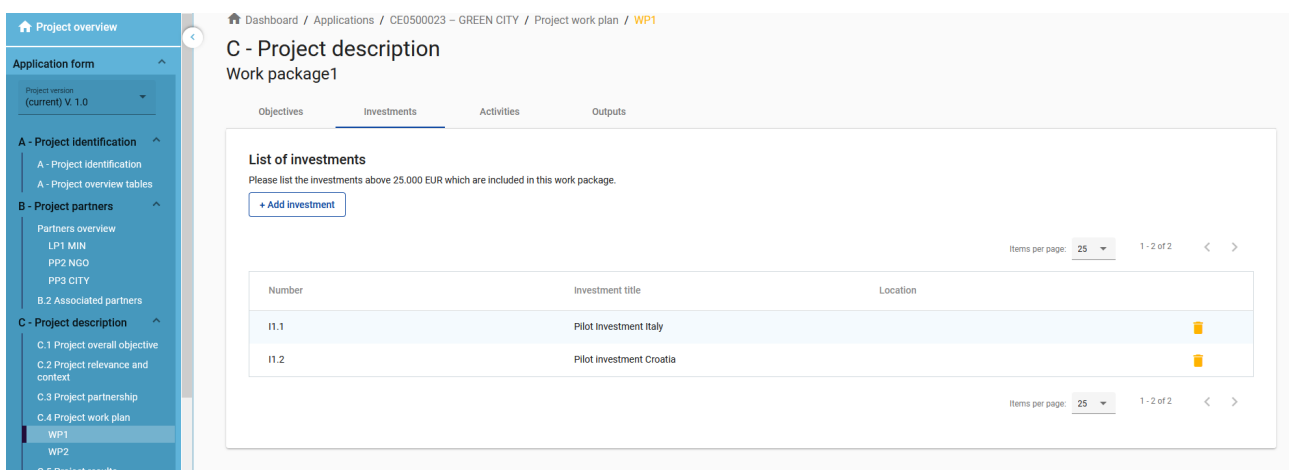 Project overview
Application form
Project version
(current) V. 1.0
A - Project identification
A - Project identification
A - Project overview tables
B - Project partners
Partners overview
LP1 MIN
PP2 NGO
PP3 CITY
B.2 Associated partners
C - Project description
C.1 Project overall objective
C.2 Project relevance and
context
C.3 Project partnership
C.4 Project work plan
WP1
WP2
C.5 Project results
Dashboard / Applications / CE0500023 – GREEN CITY / Project work plan / WP1
C - Project description
Work package1
Objectives Investments Activities Outputs
List of investments
Please list the investments above 25.000 EUR which are included in this work package.
+ Add investment
Items per page: 25 1 - 2 of 2
Number Investment title Location
I1.1 Pilot Investment Italy
I1.2 Pilot investment Croatia
Items per page: 25 1 - 2 of 2